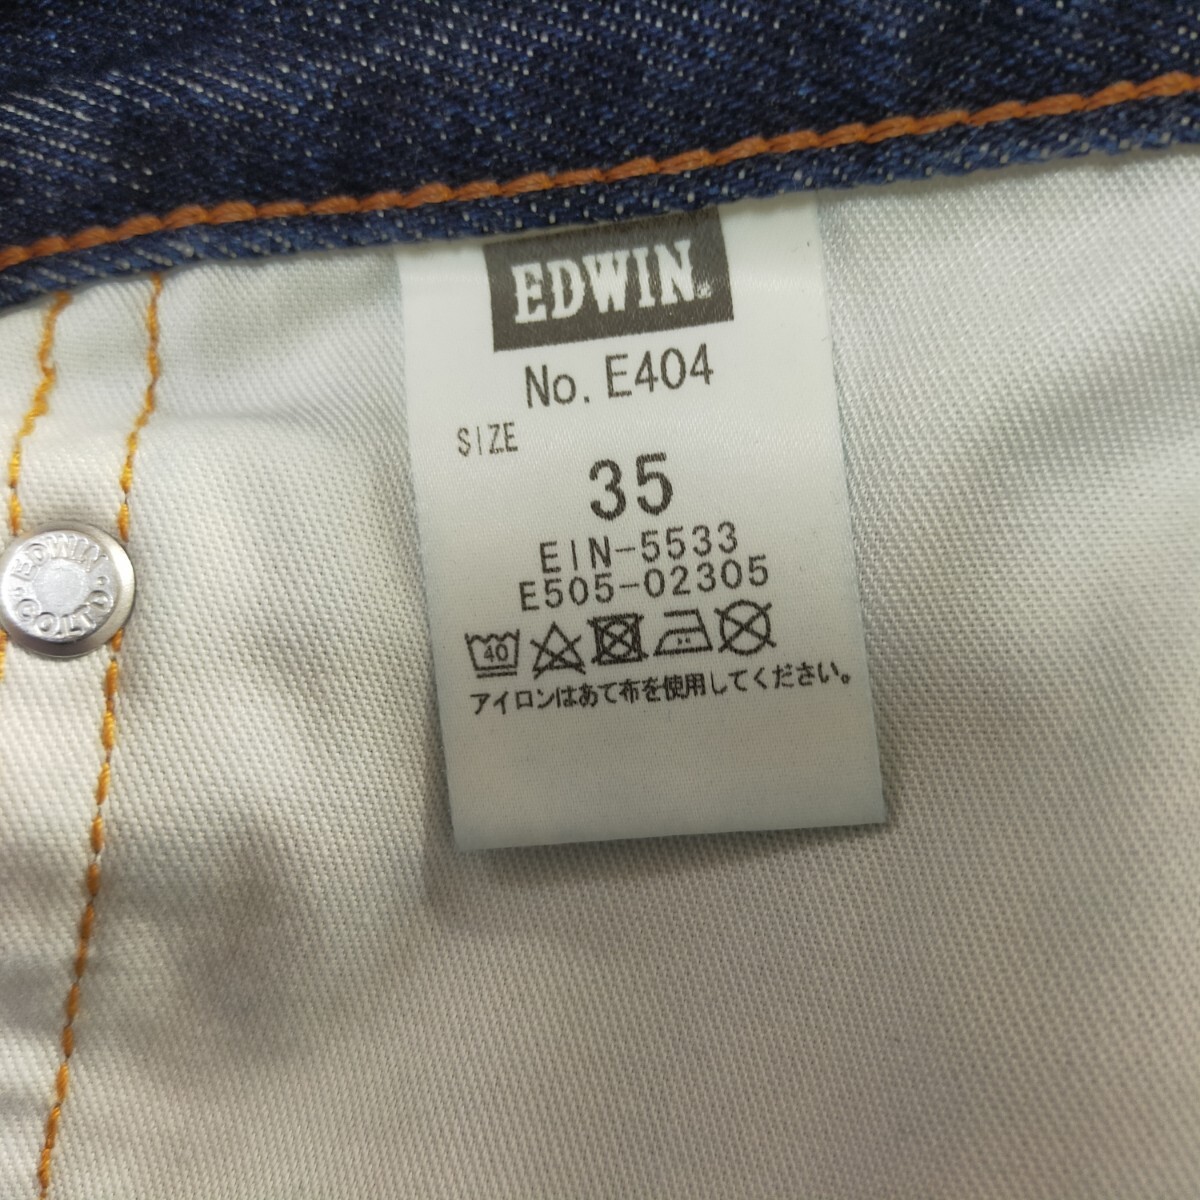 EDWIN.
No. E404
SIZE
35
EIN-5533
E505-02305
40
アイロンはあて布を使用してください。
EDWIN